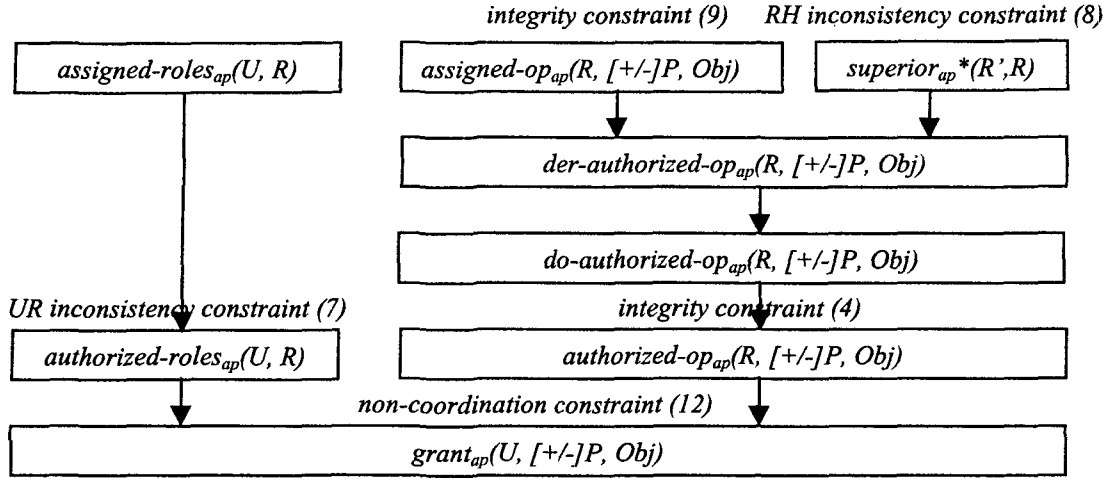 integrity constraint (9) RH inconsistency constraint (8)
assigned-roles_ap(U, R) assigned-op_ap(R, [+/-]P, Obj) superior_ap*(R',R)
der-authorized-op_ap(R, [+/-]P, Obj)
do-authorized-op_ap(R, [+/-]P, Obj)
UR inconsistency constraint (7) integrity constraint (4)
authorized-roles_ap(U, R) authorized-op_ap(R, [+/-]P, Obj)
non-coordination constraint (12)
grant_ap(U, [+/-]P, Obj)